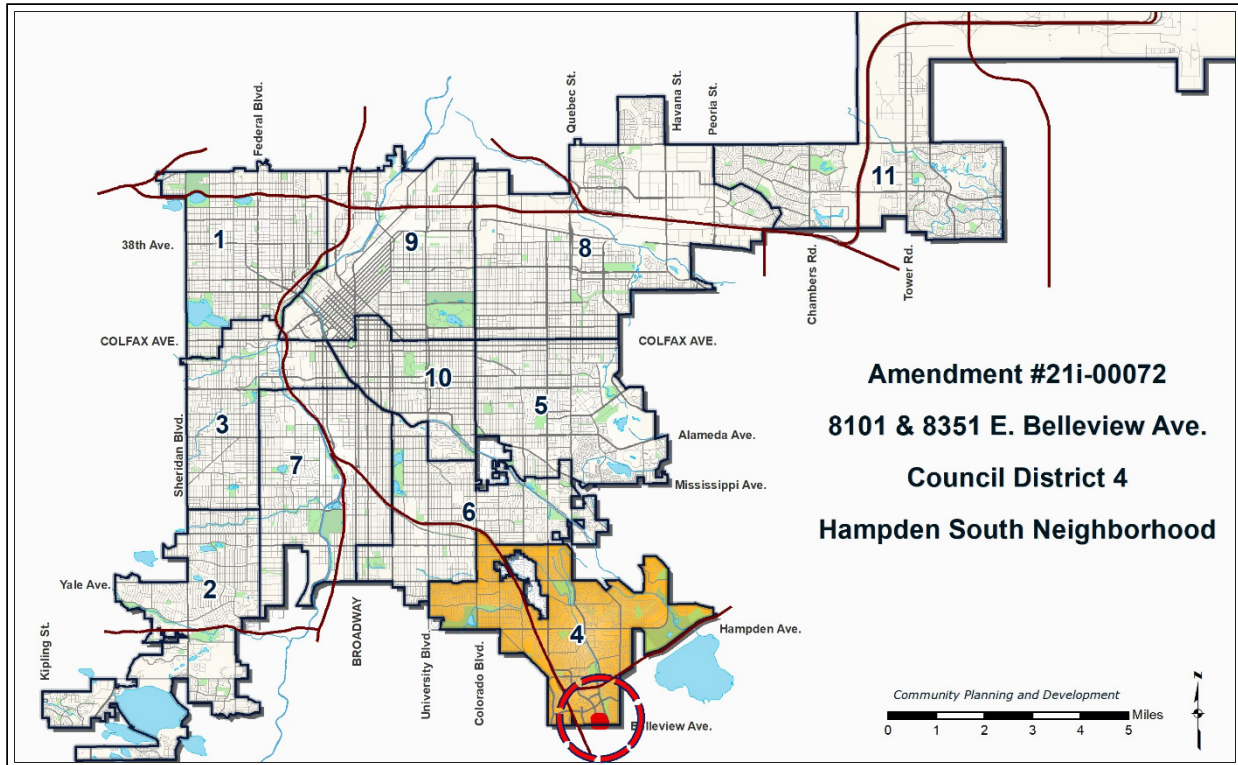 Federal Blvd.
Quebec St.
Havana St.
Peoria St.
1
9
8
11
38th Ave.
Chambers Rd.
Tower Rd.
COLFAX AVE.
COLFAX AVE.
10
3
5
Sheridan Blvd.
7
Alameda Ave.
Mississippi Ave.
6
Amendment #21i-00072
8101 & 8351 E. Belleview Ave.
Council District 4
Hampden South Neighborhood
Yale Ave.
2
Kipling St.
BROADWAY
University Blvd.
Colorado Blvd.
4
Hampden Ave.
Belleview Ave.
Community Planning and Development
Miles
0 1 2 3 4 5
N